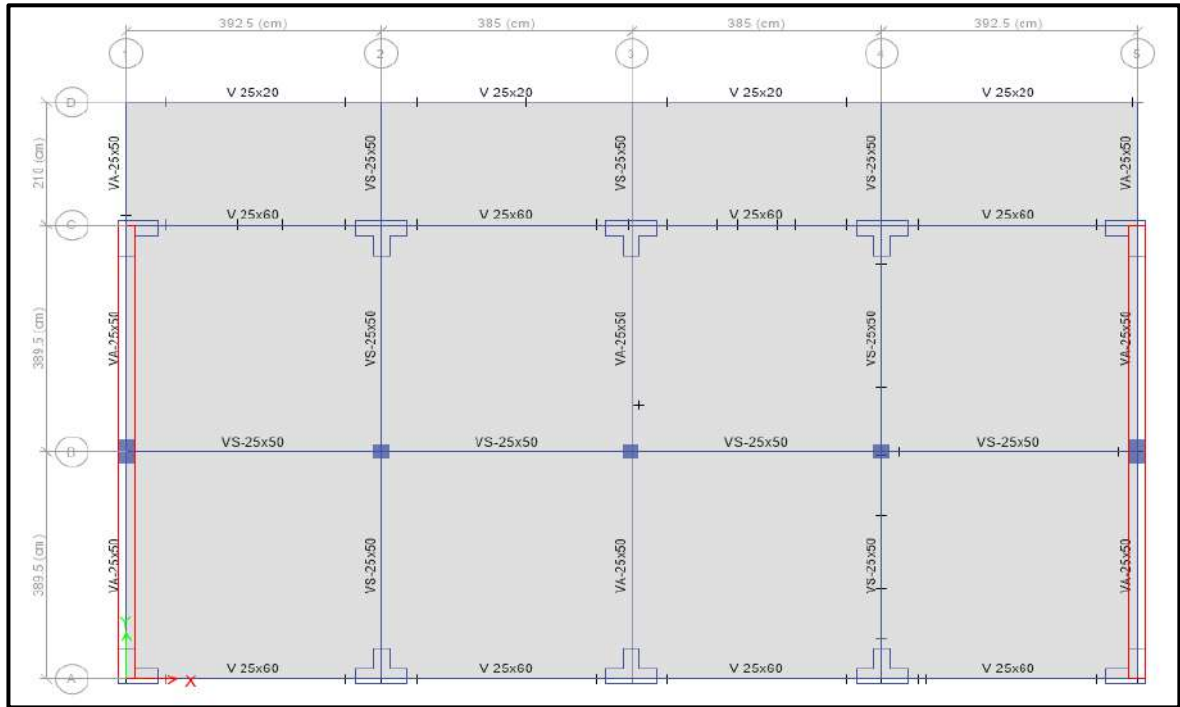 392.5 (cm) 385 (cm) 385 (cm) 392.5 (cm)
1 2 3 4 5
D V 25x20 V 25x20 V 25x20 V 25x20
210 (cm) VA-25x50 VS-25x50 VS-25x50 VS-25x50 VA-25x50
C V 25x60 V 25x60 V 25x60 V 25x60
389.5 (cm) VA-25x50 VS-25x50 VA-25x50 VS-25x50 VA-25x50
B VS-25x50 VS-25x50 VS-25x50 VS-25x50
389.5 (cm) VA-25x50 VS-25x50 VA-25x50 VS-25x50 VA-25x50
Y
A V 25x60 V 25x60 V 25x60 V 25x60
X